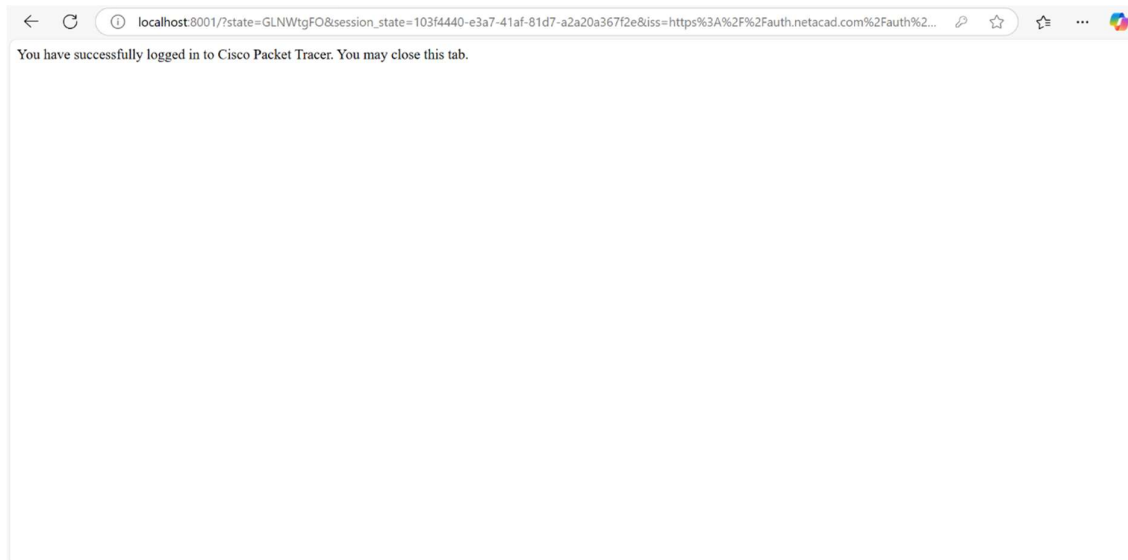 localhost:8001/?state=GLNWtgFO&session_state=103f4440-e3a7-41af-81d7-a2a20a367f2e&iss=https%3A%2F%2Fauth.netacad.com%2Fauth%2...
You have successfully logged in to Cisco Packet Tracer. You may close this tab.